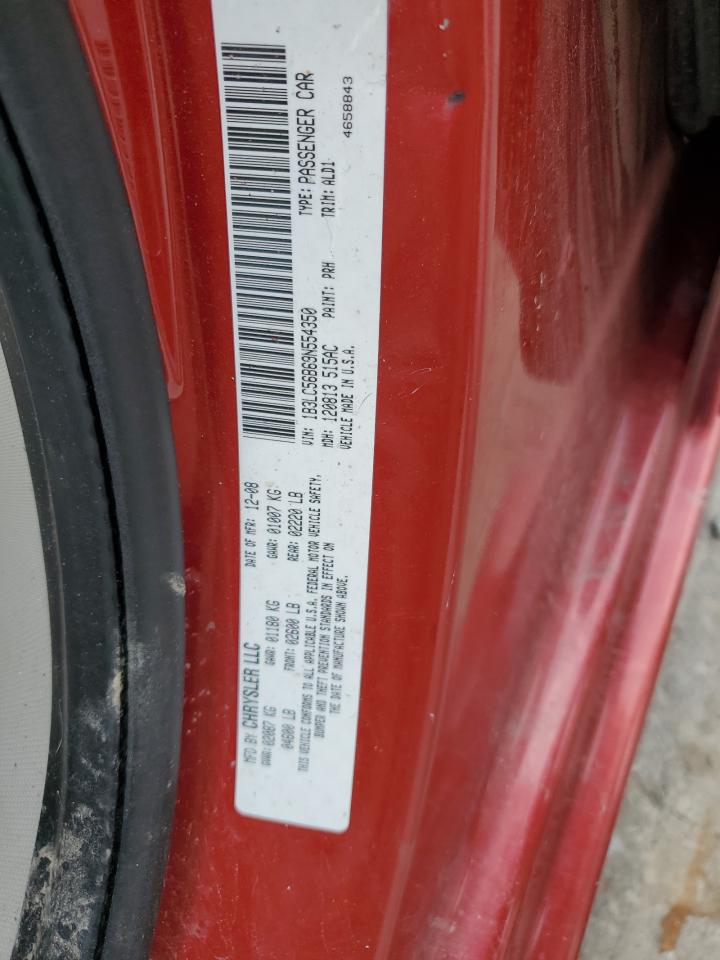 MFD BY CHRYSLER LLC
DATE OF MFR: 12-08
GVWR: 02087 KG
GAWR: 01180 KG
GAWR: 01007 KG
04600 LB
FRONT: 02600 LB
REAR: 02220 LB
THIS VEHICLE CONFORMS TO ALL APPLICABLE U.S.A. FEDERAL MOTOR VEHICLE SAFETY,
BUMPER AND THEFT PREVENTION STANDARDS IN EFFECT ON
THE DATE OF MANUFACTURE SHOWN ABOVE.
VIN: 1B3LC56B69N554350
TYPE: PASSENGER CAR
MDH: 120813 515AC
PAINT: PRH
TRIM: ALD1
VEHICLE MADE IN U.S.A.
4658843